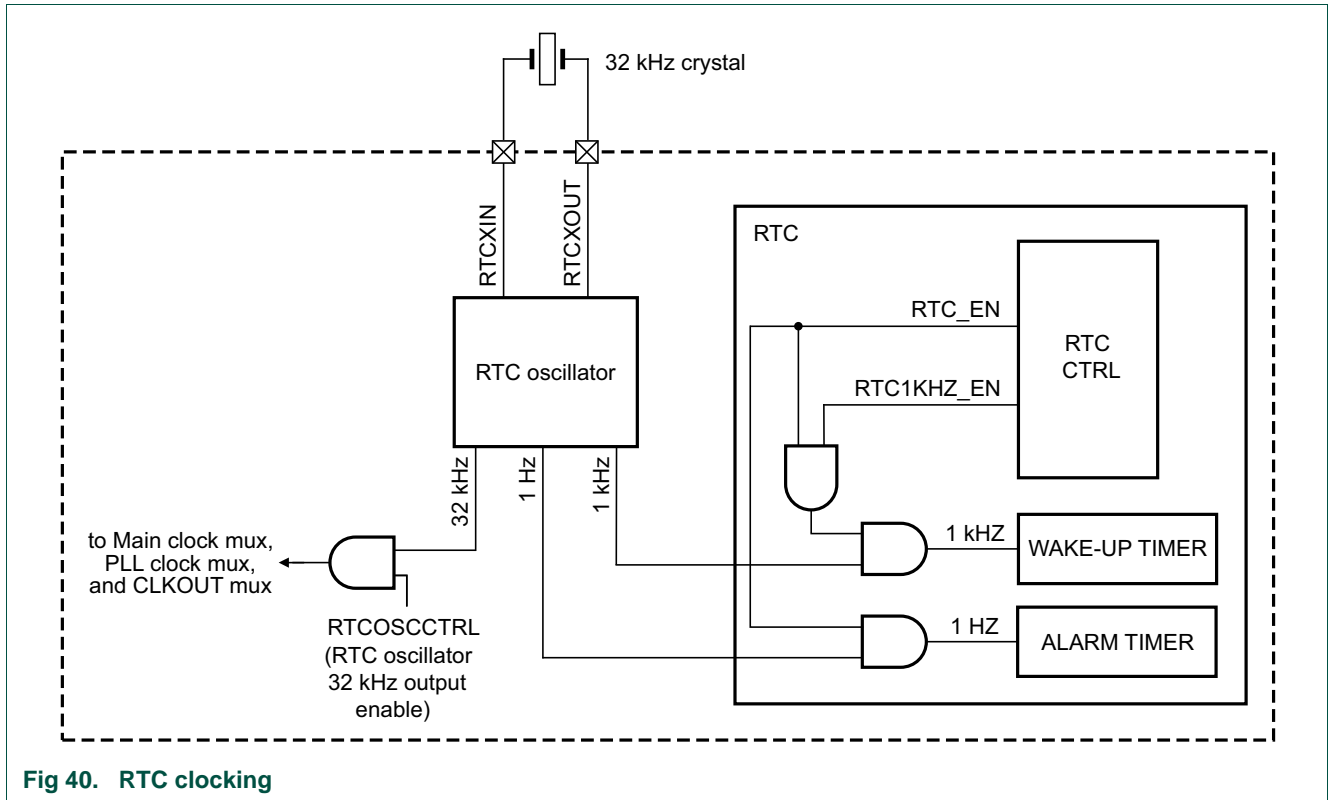 32 kHz crystal
RTCXIN
RTCXOUT
RTC
RTC_EN
RTC
CTRL
RTC1KHZ_EN
RTC oscillator
32 kHz
1 Hz
1 kHz
1 kHZ
WAKE-UP TIMER
to Main clock mux,
PLL clock mux,
and CLKOUT mux
RTCOSCCTRL
(RTC oscillator
32 kHz output
enable)
1 HZ
ALARM TIMER
Fig 40. RTC clocking